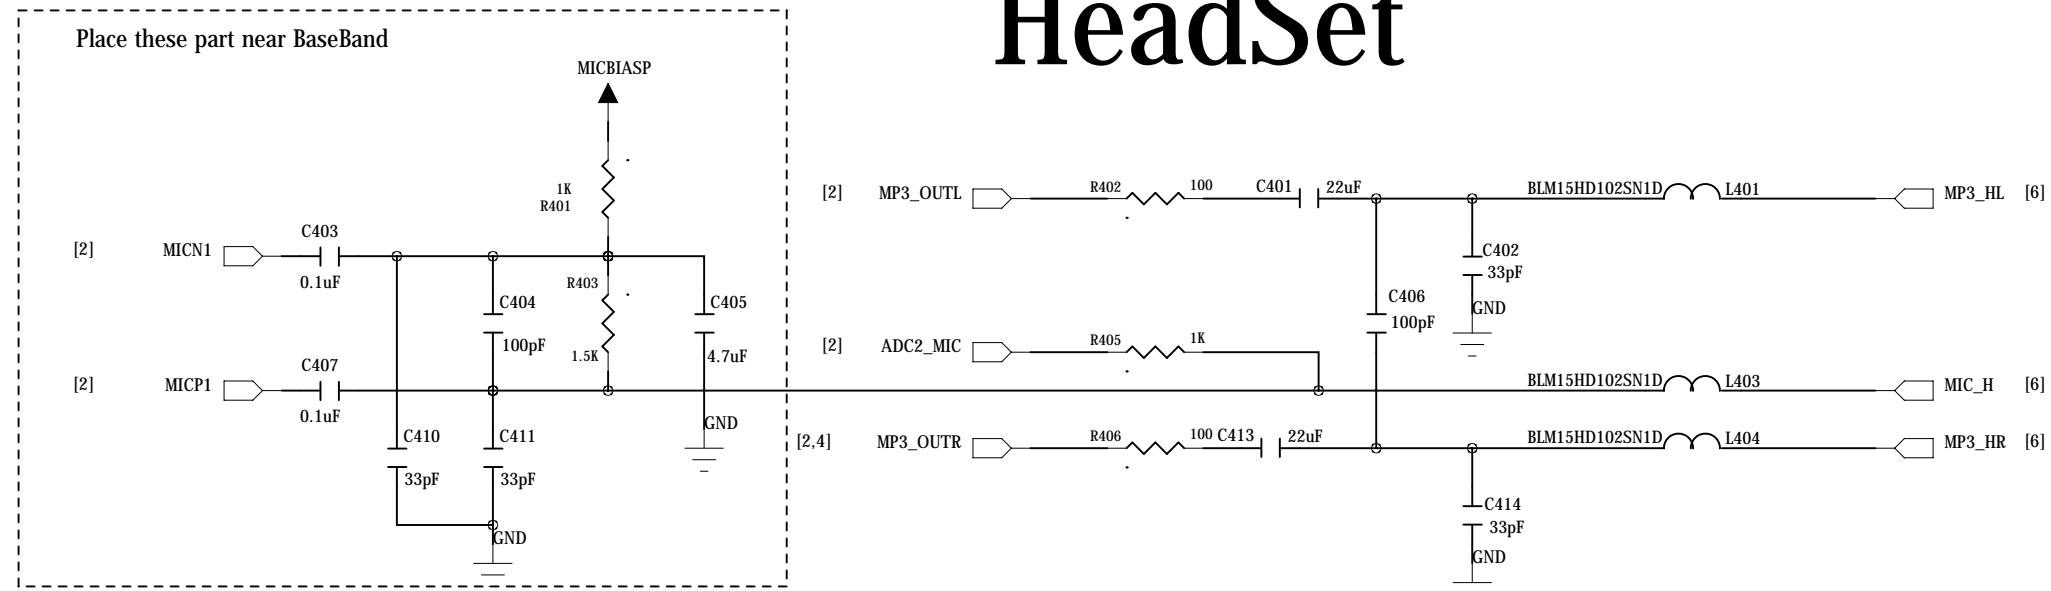 HeadSet
Place these part near BaseBand
MICBIASP
1K
R401
[2] MICN1
C403
0.1uF
R403
1.5K
C404
100pF
C405
4.7uF
GND
[2] MICP1
C407
0.1uF
C410
33pF
C411
33pF
GND
[2] MP3_OUTL
R402 100
C401 22uF
BLM15HD102SN1D L401
MP3_HL [6]
C402
33pF
GND
C406
100pF
[2] ADC2_MIC
R405 1K
BLM15HD102SN1D L403
MIC_H [6]
[2,4] MP3_OUTR
R406 100
C413 22uF
BLM15HD102SN1D L404
MP3_HR [6]
C414
33pF
GND